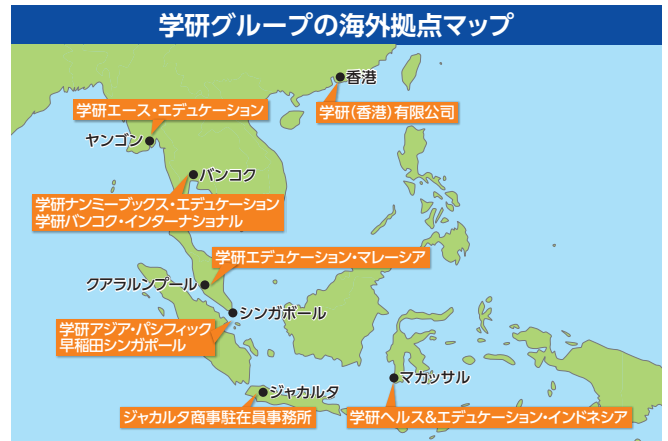 学研グループの海外拠点マップ
香港
学研(香港)有限公司
学研エース・エデュケーション
ヤンゴン
バンコク
学研ナンミーブックス・エデュケーション
学研バンコク・インターナショナル
学研エデュケーション・マレーシア
クアラルンプール
シンガポール
学研アジア・パシフィック
早稲田シンガポール
ジャカルタ
ジャカルタ商事駐在員事務所
マカッサル
学研ヘルス&エデュケーション・インドネシア